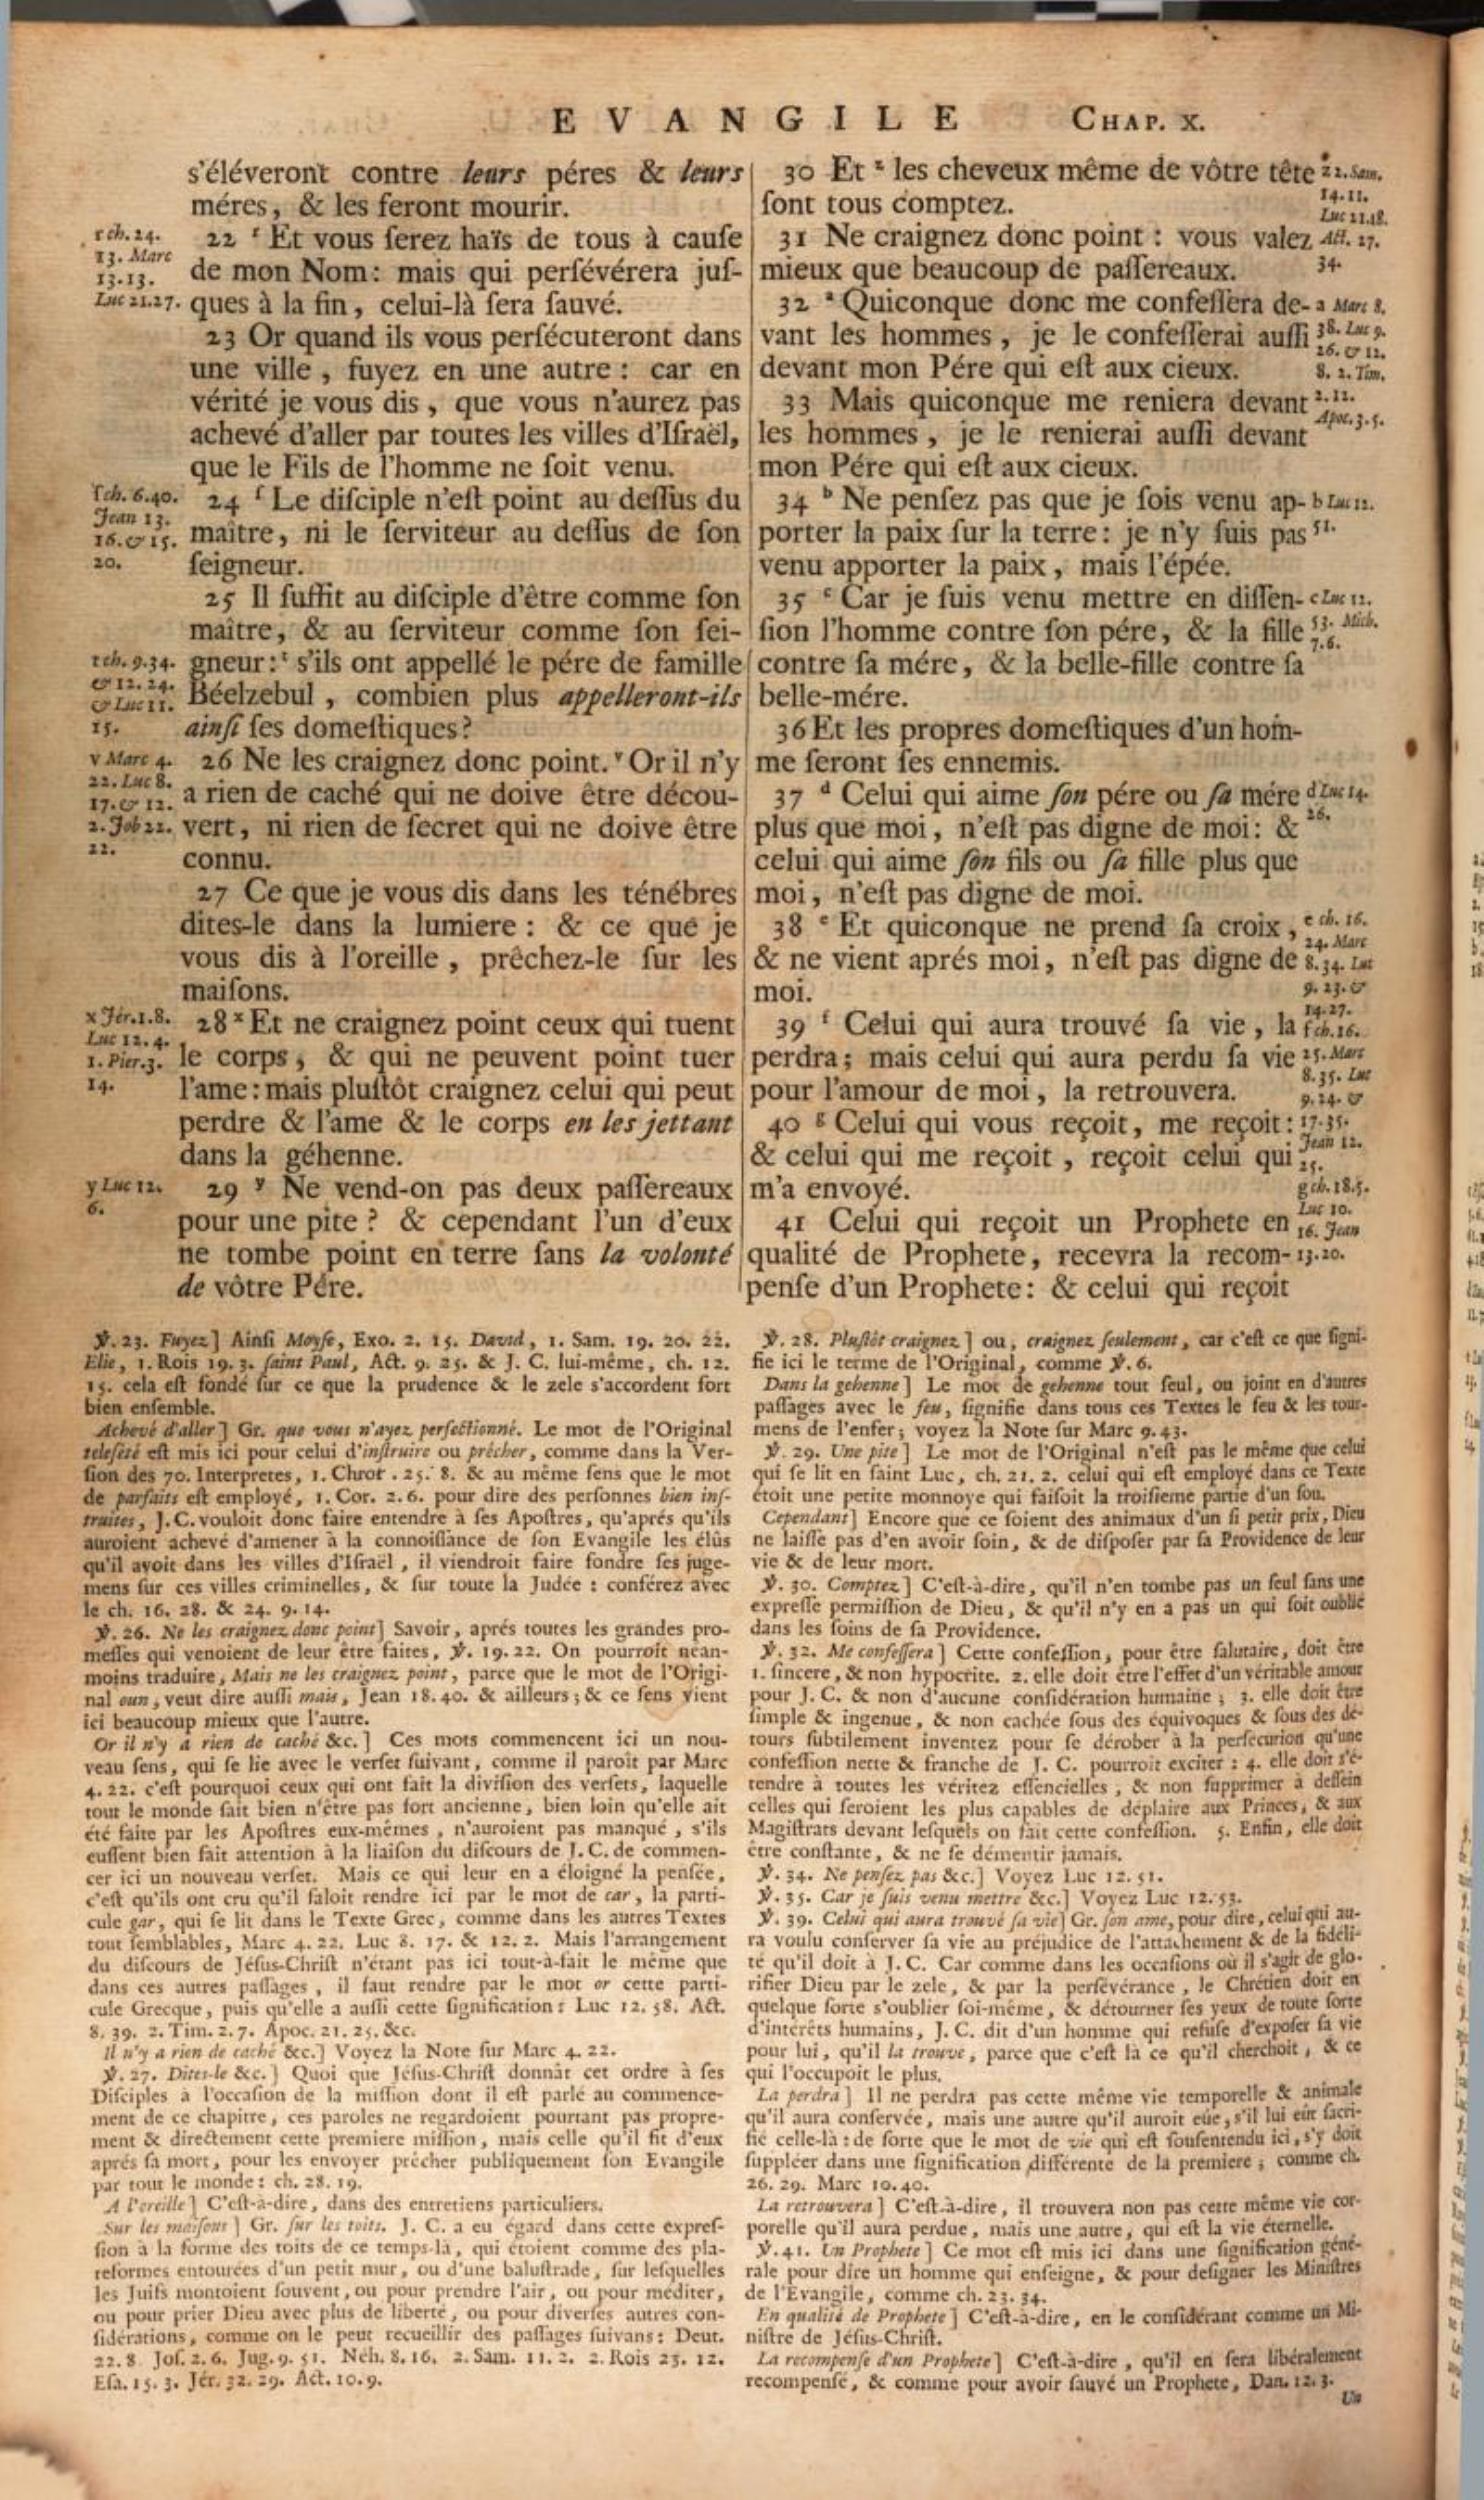 EVANGILE CHAP. X.
s'éléveront contre leurs péres & leurs
méres, & les feront mourir.
22 ʳ Et vous ſerez haïs de tous à cauſe
de mon Nom: mais qui perſévérera juſ-
ques à la fin, celui-là ſera ſauvé.
23 Or quand ils vous perſécuteront dans
une ville, fuyez en une autre: car en
vérité je vous dis, que vous n'aurez pas
achevé d'aller par toutes les villes d'Iſraël,
que le Fils de l'homme ne ſoit venu.
24 ſ Le diſciple n'eſt point au deſſus du
maître, ni le ſerviteur au deſſus de ſon
ſeigneur.
25 Il ſuffit au diſciple d'être comme ſon
maître, & au ſerviteur comme ſon ſei-
gneur: ᵗ s'ils ont appellé le pére de famille
Béelzebul, combien plus appelleront-ils
ainſi ſes domeſtiques?
26 Ne les craignez donc point. ᵛ Or il n'y
a rien de caché qui ne doive être décou-
vert, ni rien de ſecret qui ne doive être
connu.
27 Ce que je vous dis dans les ténébres
dites-le dans la lumiere: & ce que je
vous dis à l'oreille, prêchez-le ſur les
maiſons.
28 ˣ Et ne craignez point ceux qui tuent
le corps, & qui ne peuvent point tuer
l'ame: mais pluſtôt craignez celui qui peut
perdre & l'ame & le corps en les jettant
dans la géhenne.
29 ʸ Ne vend-on pas deux paſſereaux
pour une pite? & cependant l'un d'eux
ne tombe point en terre ſans la volonté
de vôtre Pére.
r ch. 24.
13. Marc
13.13.
Luc 21.27.
ſ ch. 6.40.
Jean 13.
16. & 15.
20.
t ch. 9.34.
& 12.24.
& Luc 11.
15.
v Marc 4.
22. Luc 8.
17. & 12.
2. Job 22.
22.
x Jér. 1.8.
Luc 12.4.
1. Pier. 3.
14.
y Luc 12.
6.
30 Et ᶻ les cheveux même de vôtre tête
ſont tous comptez.
31 Ne craignez donc point: vous valez
mieux que beaucoup de paſſereaux.
32 ᵃ Quiconque donc me confeſſera de-
vant les hommes, je le confeſſerai auſſi
devant mon Pére qui eſt aux cieux.
33 Mais quiconque me reniera devant
les hommes, je le renierai auſſi devant
mon Pére qui eſt aux cieux.
34 ᵇ Ne penſez pas que je ſois venu ap-
porter la paix ſur la terre: je n'y ſuis pas
venu apporter la paix, mais l'épée.
35 ᶜ Car je ſuis venu mettre en diſſen-
ſion l'homme contre ſon pére, & la fille
contre ſa mére, & la belle-fille contre ſa
belle-mére.
36 Et les propres domeſtiques d'un hom-
me ſeront ſes ennemis.
37 ᵈ Celui qui aime ſon pére ou ſa mére
plus que moi, n'eſt pas digne de moi: &
celui qui aime ſon fils ou ſa fille plus que
moi, n'eſt pas digne de moi.
38 ᵉ Et quiconque ne prend ſa croix,
& ne vient aprés moi, n'eſt pas digne de
moi.
39 ᶠ Celui qui aura trouvé ſa vie, la
perdra; mais celui qui aura perdu ſa vie
pour l'amour de moi, la retrouvera.
40 ᵍ Celui qui vous reçoit, me reçoit:
& celui qui me reçoit, reçoit celui qui
m'a envoyé.
41 Celui qui reçoit un Prophete en
qualité de Prophete, recevra la recom-
penſe d'un Prophete: & celui qui reçoit
z 1. Sam.
14.11.
Luc 21.18.
Act. 27.
34.
a Marc 8.
38. Luc 9.
26. & 12.
8. 2. Tim.
2.12.
Apoc. 3.5.
b Luc 12.
51.
c Luc 12.
53. Mich.
7.6.
d Luc 14.
26.
e ch. 16.
24. Marc
8.34. Luc
9.23. &
14.27.
f ch. 16.
25. Marc
8.35. Luc
9.24. &
17.35.
Jean 12.
25.
g ch. 18.5.
Luc 10.
16. Jean
13.20.
℣. 23. Fuyez] Ainſi Moyſe, Exo. 2. 15. David, 1. Sam. 19. 20. 22.
Elie, 1. Rois 19. 3. ſaint Paul, Act. 9. 25. & J. C. lui-même, ch. 12.
15. cela eſt fondé ſur ce que la prudence & le zele s'accordent fort
bien enſemble.
Achevé d'aller] Gr. que vous n'ayez perfectionné. Le mot de l'Original
teleſété eſt mis ici pour celui d'inſtruire ou prêcher, comme dans la Ver-
ſion des 70. Interpretes, 1. Chro. 25. 8. & au même ſens que le mot
de parfaits eſt employé, 1. Cor. 2.6. pour dire des perſonnes bien inſ-
truites, J.C. vouloit donc faire entendre à ſes Apoſtres, qu'aprés qu'ils
auroient achevé d'amener à la connoiſſance de ſon Evangile les élûs
qu'il avoit dans les villes d'Iſraël, il viendroit faire fondre ſes juge-
mens ſur ces villes criminelles, & ſur toute la Judée: conférez avec
le ch. 16. 28. & 24. 9. 14.
℣. 26. Ne les craignez donc point] Savoir, aprés toutes les grandes pro-
meſſes qui venoient de leur être faites, ℣. 19. 22. On pourroit néan-
moins traduire, Mais ne les craignez point, parce que le mot de l'Origi-
nal oun, veut dire auſſi mais, Jean 18. 40. & ailleurs; & ce ſens vient
ici beaucoup mieux que l'autre.
Or il n'y a rien de caché &c.] Ces mots commencent ici un nou-
veau ſens, qui ſe lie avec le verſet ſuivant, comme il paroît par Marc
4. 22. c'eſt pourquoi ceux qui ont fait la diviſion des verſets, laquelle
tout le monde ſait bien n'être pas fort ancienne, bien loin qu'elle ait
été faite par les Apoſtres eux-mêmes, n'auroient pas manqué, s'ils
euſſent bien fait attention à la liaiſon du diſcours de J. C. de commen-
cer ici un nouveau verſet. Mais ce qui leur en a éloigné la penſée,
c'eſt qu'ils ont cru qu'il faloit rendre ici par le mot de car, la parti-
cule gar, qui ſe lit dans le Texte Grec, comme dans les autres Textes
tout ſemblables, Marc 4. 22. Luc 8. 17. & 12. 2. Mais l'arrangement
du diſcours de Jéſus-Chriſt n'étant pas ici tout-à-fait le même que
dans ces autres paſſages, il faut rendre par le mot or cette parti-
cule Grecque, puis qu'elle a auſſi cette ſignification: Luc 12. 58. Act.
8. 39. 2. Tim. 2. 7. Apoc. 21. 25. &c.
Il n'y a rien de caché &c.] Voyez la Note ſur Marc 4. 22.
℣. 27. Dites-le &c.] Quoi que Jéſus-Chriſt donnât cet ordre à ſes
Diſciples à l'occaſion de la miſſion dont il eſt parlé au commence-
ment de ce chapitre, ces paroles ne regardoient pourtant pas propre-
ment & directement cette premiere miſſion, mais celle qu'il fit d'eux
aprés ſa mort, pour les envoyer prêcher publiquement ſon Evangile
par tout le monde: ch. 28. 19.
A l'oreille] C'eſt-à-dire, dans des entretiens particuliers.
Sur les maiſons] Gr. ſur les toits. J. C. a eu égard dans cette expreſ-
ſion à la forme des toits de ce temps-là, qui étoient comme des pla-
teformes entourées d'un petit mur, ou d'une baluſtrade, ſur leſquelles
les Juifs montoient ſouvent, ou pour prendre l'air, ou pour méditer,
ou pour prier Dieu avec plus de liberté, ou pour diverſes autres con-
ſidérations, comme on le peut recueillir des paſſages ſuivans: Deut.
22. 8. Joſ. 2. 6. Jug. 9. 51. Néh. 8. 16. 2. Sam. 11. 2. 2. Rois 23. 12.
Eſa. 15. 3. Jér. 32. 29. Act. 10. 9.
℣. 28. Pluſtôt craignez] ou, craignez ſeulement, car c'eſt ce que ſigni-
fie ici le terme de l'Original, comme ℣. 6.
Dans la gehenne] Le mot de gehenne tout ſeul, ou joint en d'autres
paſſages avec le feu, ſignifie dans tous ces Textes le feu & les tour-
mens de l'enfer; voyez la Note ſur Marc 9. 43.
℣. 29. Une pite] Le mot de l'Original n'eſt pas le même que celui
qui ſe lit en ſaint Luc, ch. 21. 2. celui qui eſt employé dans ce Texte
étoit une petite monnoye qui faiſoit la troiſieme partie d'un ſou.
Cependant] Encore que ce ſoient des animaux d'un ſi petit prix, Dieu
ne laiſſe pas d'en avoir ſoin, & de diſpoſer par ſa Providence de leur
vie & de leur mort.
℣. 30. Comptez] C'eſt-à-dire, qu'il n'en tombe pas un ſeul ſans une
expreſſe permiſſion de Dieu, & qu'il n'y en a pas un qui ſoit oublié
dans les ſoins de ſa Providence.
℣. 32. Me confeſſera] Cette confeſſion, pour être ſalutaire, doit être
1. ſincere, & non hypocrite. 2. elle doit être l'effet d'un véritable amour
pour J. C. & non d'aucune conſidération humaine; 3. elle doit être
ſimple & ingenue, & non cachée ſous des équivoques & ſous des dé-
tours ſubtilement inventez pour ſe dérober à la perſécution qu'une
confeſſion nette & franche de J. C. pourroit exciter: 4. elle doit s'é-
tendre à toutes les véritez eſſencielles, & non ſupprimer à deſſein
celles qui ſeroient les plus capables de déplaire aux Princes, & aux
Magiſtrats devant leſquels on fait cette confeſſion. 5. Enfin, elle doit
être conſtante, & ne ſe démentir jamais.
℣. 34. Ne penſez pas &c.] Voyez Luc 12. 51.
℣. 35. Car je ſuis venu mettre &c.] Voyez Luc 12. 53.
℣. 39. Celui qui aura trouvé ſa vie] Gr. ſon ame, pour dire, celui qui au-
ra voulu conſerver ſa vie au préjudice de l'attachement & de la fidéli-
té qu'il doit à J. C. Car comme dans les occaſions où il s'agit de glo-
rifier Dieu par le zele, & par la perſévérance, le Chrétien doit en
quelque ſorte s'oublier ſoi-même, & détourner ſes yeux de toute ſorte
d'intérêts humains, J. C. dit d'un homme qui refuſe d'expoſer ſa vie
pour lui, qu'il la trouve, parce que c'eſt là ce qu'il cherchoit, & ce
qui l'occupoit le plus.
La perdra] Il ne perdra pas cette même vie temporelle & animale
qu'il aura conſervée, mais une autre qu'il auroit eüe, s'il lui eût ſacri-
fié celle-là: de ſorte que le mot de vie qui eſt ſouſentendu ici, s'y doit
ſuppléer dans une ſignification différente de la premiere; comme ch.
26. 29. Marc 10. 40.
La retrouvera] C'eſt-à-dire, il trouvera non pas cette même vie cor-
porelle qu'il aura perdue, mais une autre, qui eſt la vie éternelle.
℣. 41. Un Prophete] Ce mot eſt mis ici dans une ſignification géné-
rale pour dire un homme qui enſeigne, & pour deſigner les Miniſtres
de l'Evangile, comme ch. 23. 34.
En qualité de Prophete] C'eſt-à-dire, en le conſidérant comme un Mi-
niſtre de Jéſus-Chriſt.
La recompenſe d'un Prophete] C'eſt-à-dire, qu'il en ſera libéralement
recompenſé, & comme pour avoir ſauvé un Prophete, Dan. 12. 3.
Un